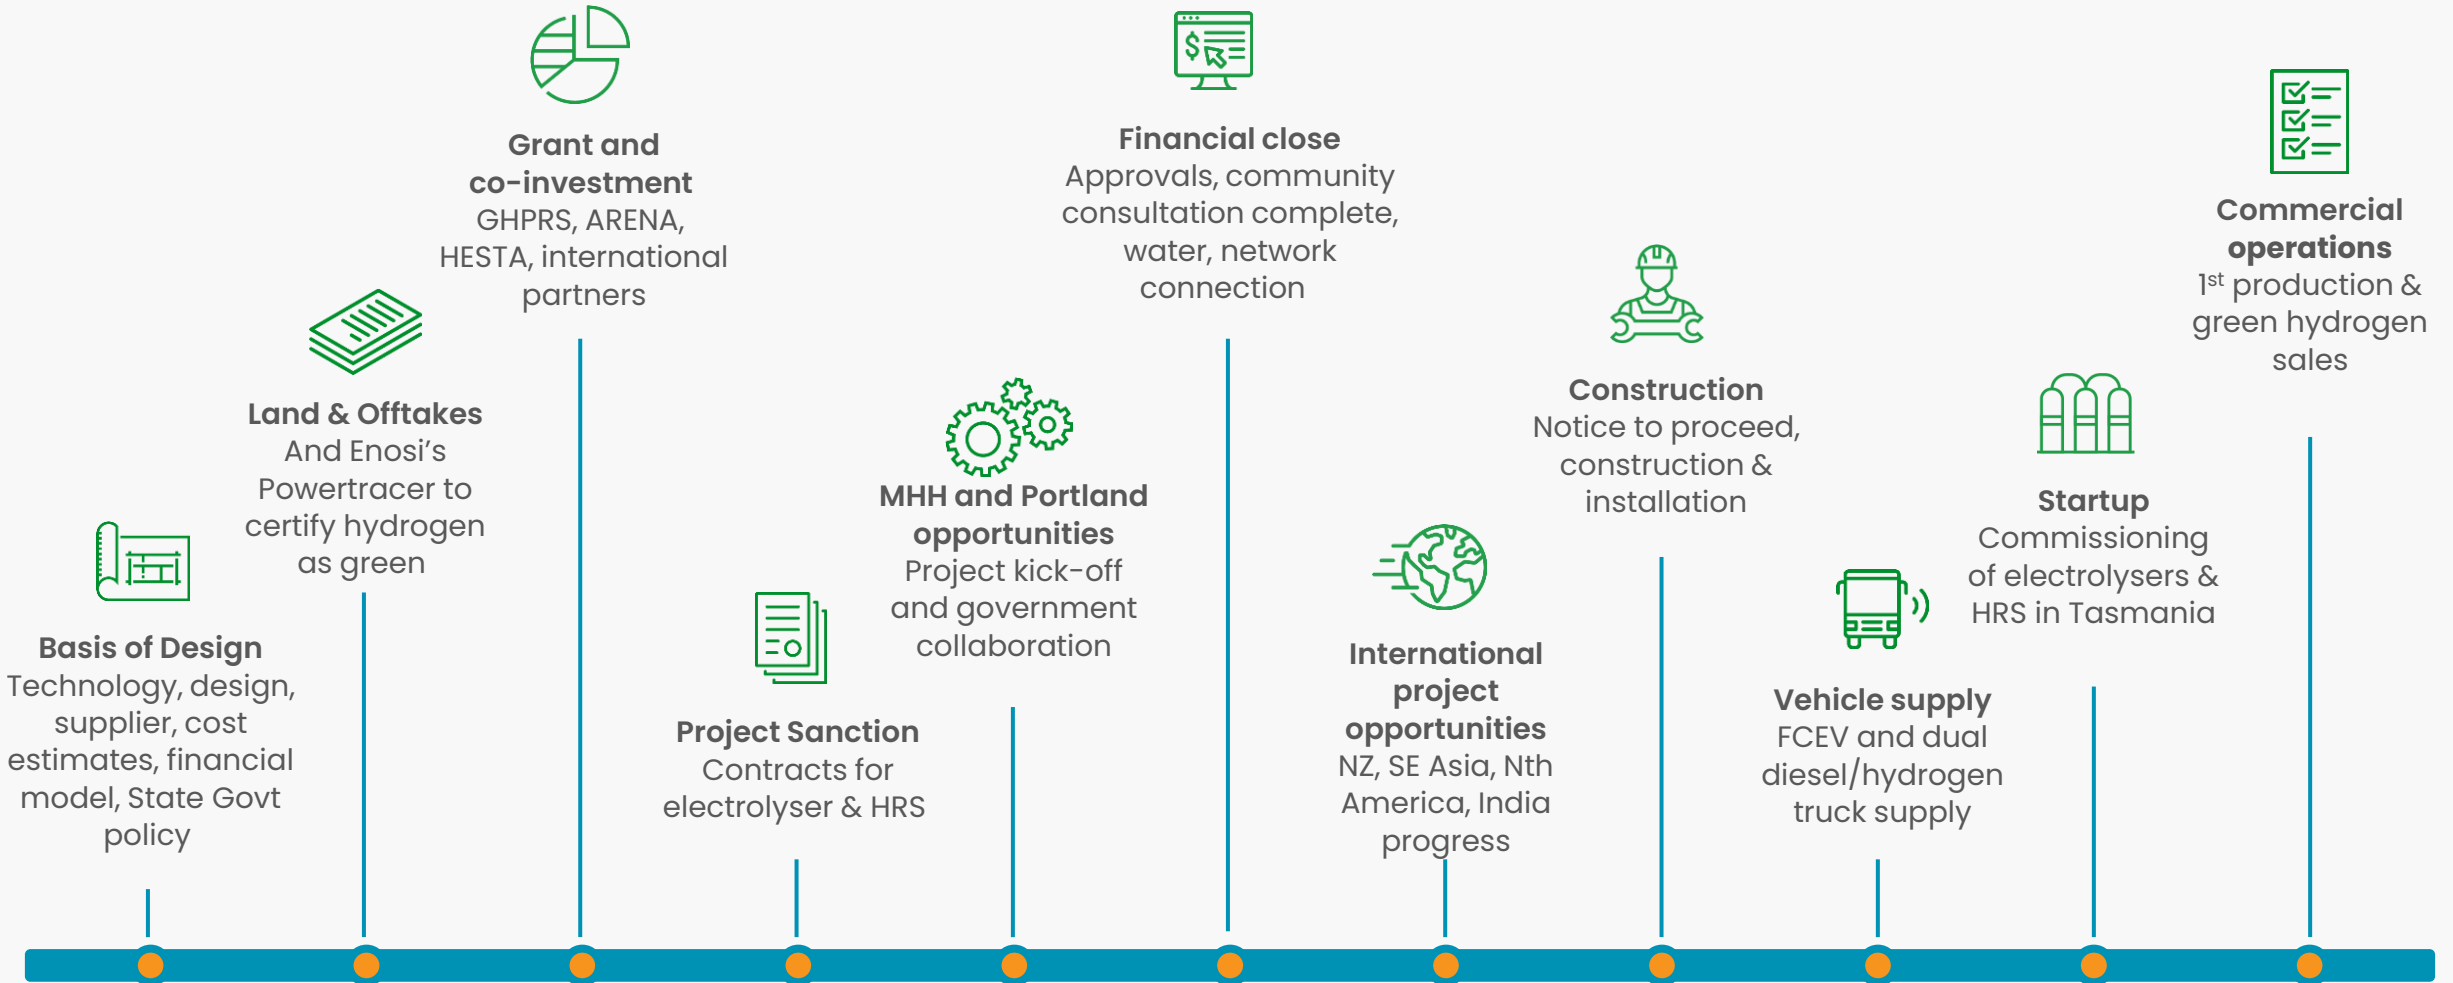 Basis of Design
Technology, design,
supplier, cost
estimates, financial
model, State Govt
policy
Land & Offtakes
And Enosi's
Powertracer to
certify hydrogen
as green
Grant and
co-investment
GHPRS, ARENA,
HESTA, international
partners
Project Sanction
Contracts for
electrolyser & HRS
MHH and Portland
opportunities
Project kick-off
and government
collaboration
Financial close
Approvals, community
consultation complete,
water, network
connection
International
project
opportunities
NZ, SE Asia, Nth
America, India
progress
Construction
Notice to proceed,
construction &
installation
Vehicle supply
FCEV and dual
diesel/hydrogen
truck supply
Startup
Commissioning
of electrolysers &
HRS in Tasmania
Commercial
operations
1st production &
green hydrogen
sales